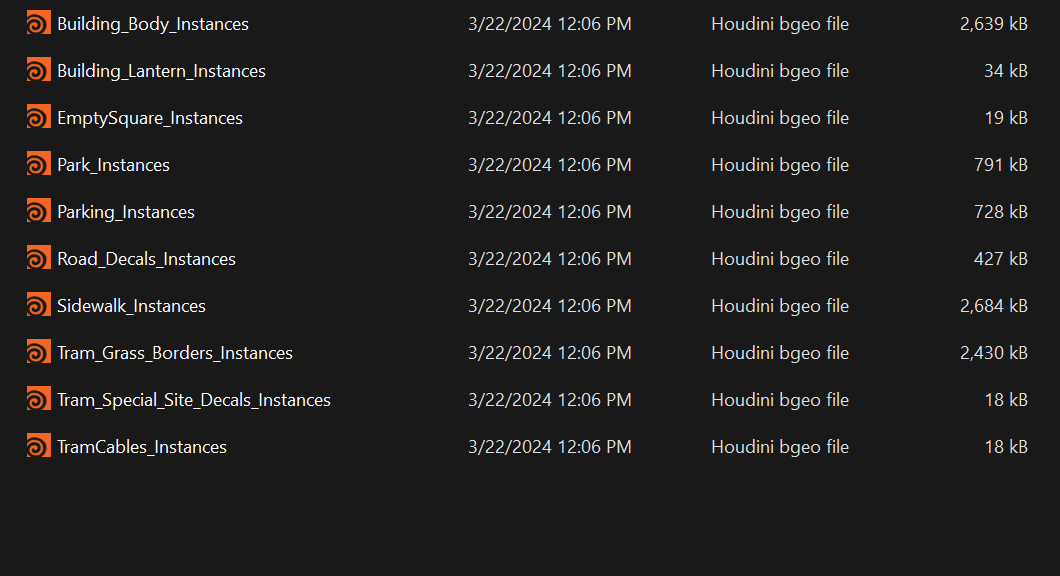 Building_Body_Instances 3/22/2024 12:06 PM Houdini bgeo file 2,639 kB
Building_Lantern_Instances 3/22/2024 12:06 PM Houdini bgeo file 34 kB
EmptySquare_Instances 3/22/2024 12:06 PM Houdini bgeo file 19 kB
Park_Instances 3/22/2024 12:06 PM Houdini bgeo file 791 kB
Parking_Instances 3/22/2024 12:06 PM Houdini bgeo file 728 kB
Road_Decals_Instances 3/22/2024 12:06 PM Houdini bgeo file 427 kB
Sidewalk_Instances 3/22/2024 12:06 PM Houdini bgeo file 2,684 kB
Tram_Grass_Borders_Instances 3/22/2024 12:06 PM Houdini bgeo file 2,430 kB
Tram_Special_Site_Decals_Instances 3/22/2024 12:06 PM Houdini bgeo file 18 kB
TramCables_Instances 3/22/2024 12:06 PM Houdini bgeo file 18 kB